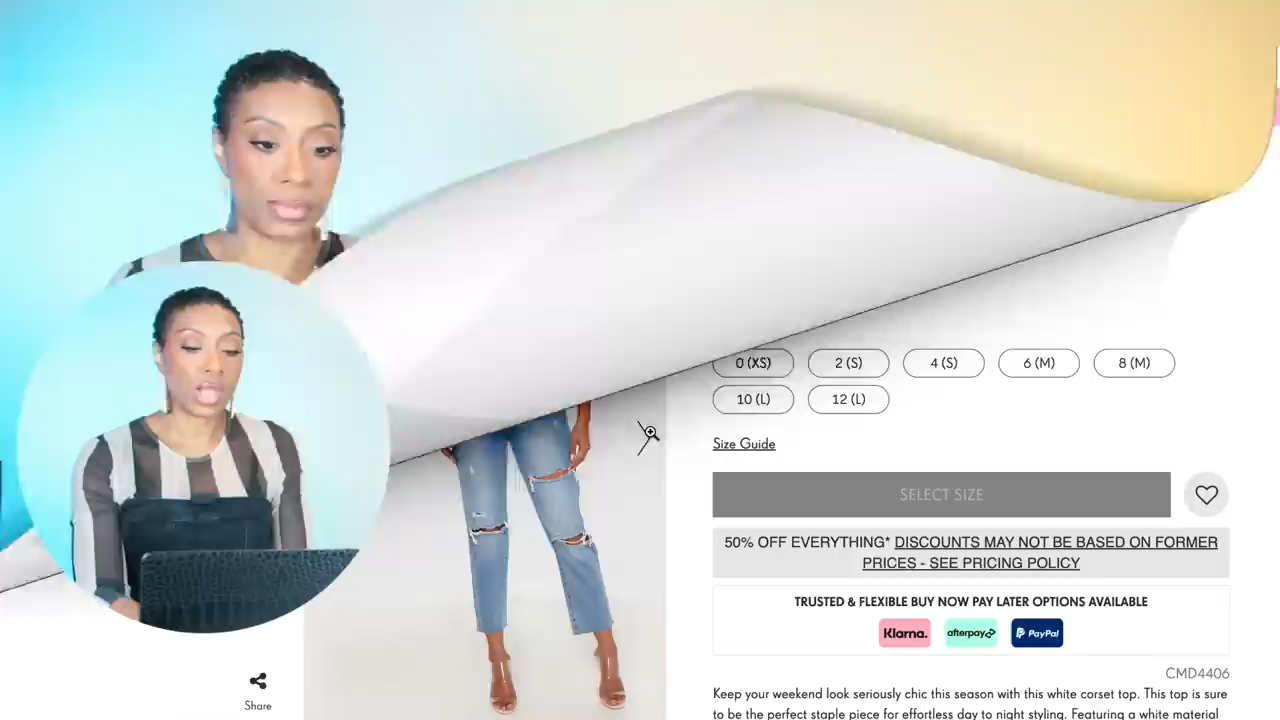 0 (XS) 2 (S) 4 (S) 6 (M) 8 (M)
10 (L) 12 (L)
Size Guide
SELECT SIZE
50% OFF EVERYTHING* DISCOUNTS MAY NOT BE BASED ON FORMER
PRICES - SEE PRICING POLICY
TRUSTED & FLEXIBLE BUY NOW PAY LATER OPTIONS AVAILABLE
Klarna. afterpay PayPal
CMD4406
Share
Keep your weekend look seriously chic this season with this white corset top. This top is sure
to be the perfect staple piece for effortless day to night styling. Featuring a white material